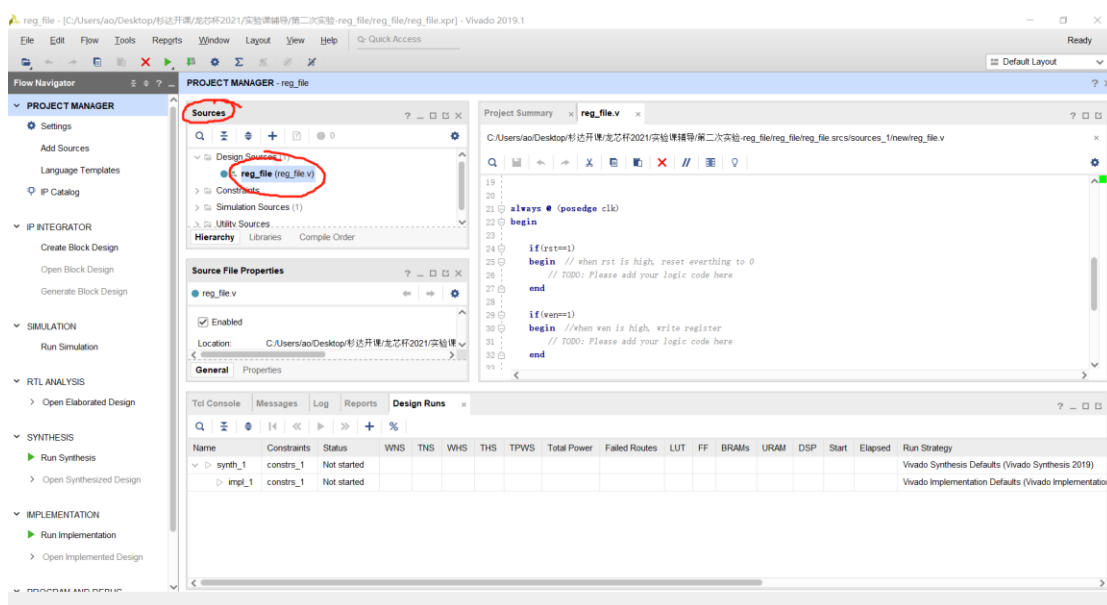 reg_file - [C:/Users/ao/Desktop/杉达开课/龙芯杯2021/实验课辅导/第二次实验-reg_file/reg_file/reg_file.xpr] - Vivado 2019.1
File Edit Flow Tools Reports Window Layout View Help Q- Quick Access Ready
Default Layout
Flow Navigator
PROJECT MANAGER - reg_file
PROJECT MANAGER
Settings
Add Sources
Language Templates
IP Catalog
IP INTEGRATOR
Create Block Design
Open Block Design
Generate Block Design
SIMULATION
Run Simulation
RTL ANALYSIS
Open Elaborated Design
SYNTHESIS
Run Synthesis
Open Synthesized Design
IMPLEMENTATION
Run Implementation
Open Implemented Design
PROGRAM AND DEBUG
Sources
0
Design Sources (1)
reg_file (reg_file.v)
Constraints
Simulation Sources (1)
Utility Sources
Hierarchy Libraries Compile Order
Source File Properties
reg_file.v
Enabled
Location: C:/Users/ao/Desktop/杉达开课/龙芯杯2021/实验课
General Properties
Project Summary reg_file.v
C:/Users/ao/Desktop/杉达开课/龙芯杯2021/实验课辅导/第二次实验-reg_file/reg_file/reg_file.srcs/sources_1/new/reg_file.v
19
20
21 always @ (posedge clk)
22 begin
23
24 if(rst==1)
25 begin // when rst is high, reset everthing to 0
26 // TODO: Please add your logic code here
27 end
28
29 if(wen==1)
30 begin //when wen is high, write register
31 // TODO: Please add your logic code here
32 end
33
Tcl Console Messages Log Reports Design Runs
Name Constraints Status WNS TNS WHS THS TPWS Total Power Failed Routes LUT FF BRAMs URAM DSP Start Elapsed Run Strategy
synth_1 constrs_1 Not started Vivado Synthesis Defaults (Vivado Synthesis 2019)
impl_1 constrs_1 Not started Vivado Implementation Defaults (Vivado Implementatio